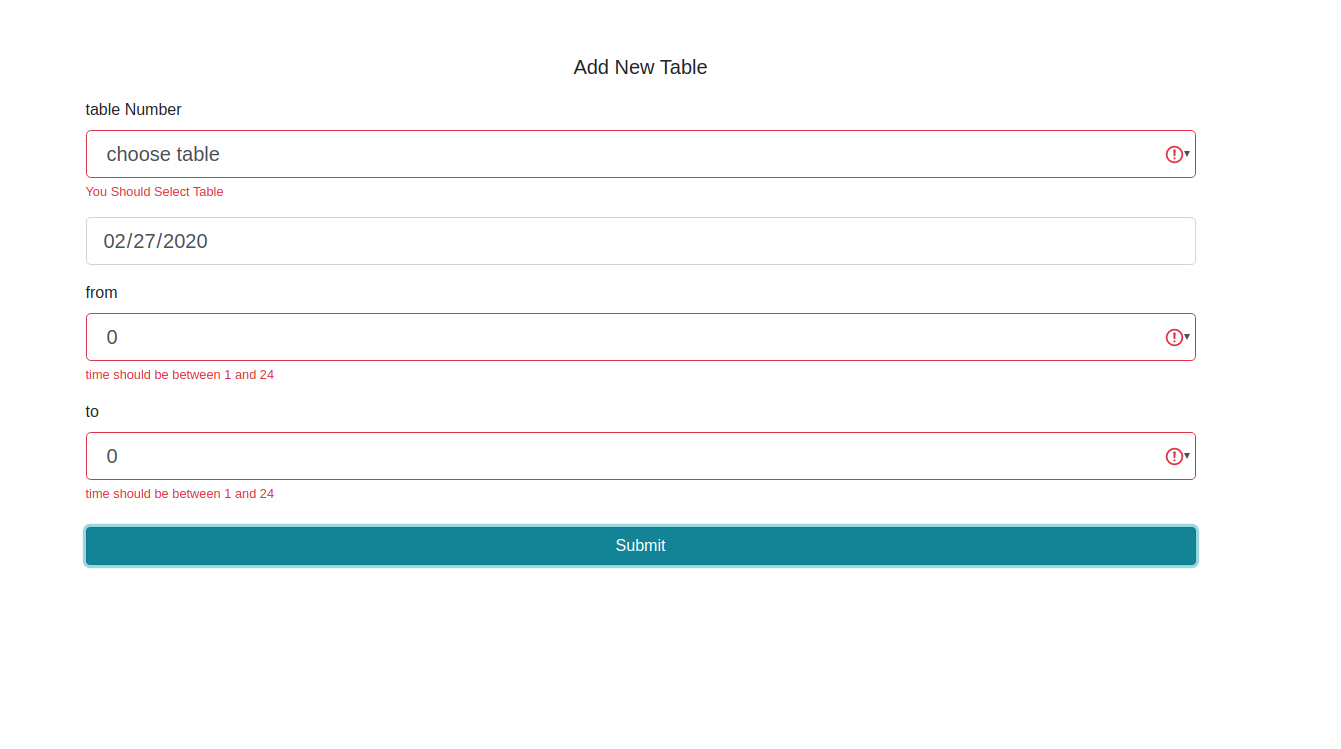 Add New Table
table Number
choose table
You Should Select Table
02/27/2020
from
0
time should be between 1 and 24
to
0
time should be between 1 and 24
Submit